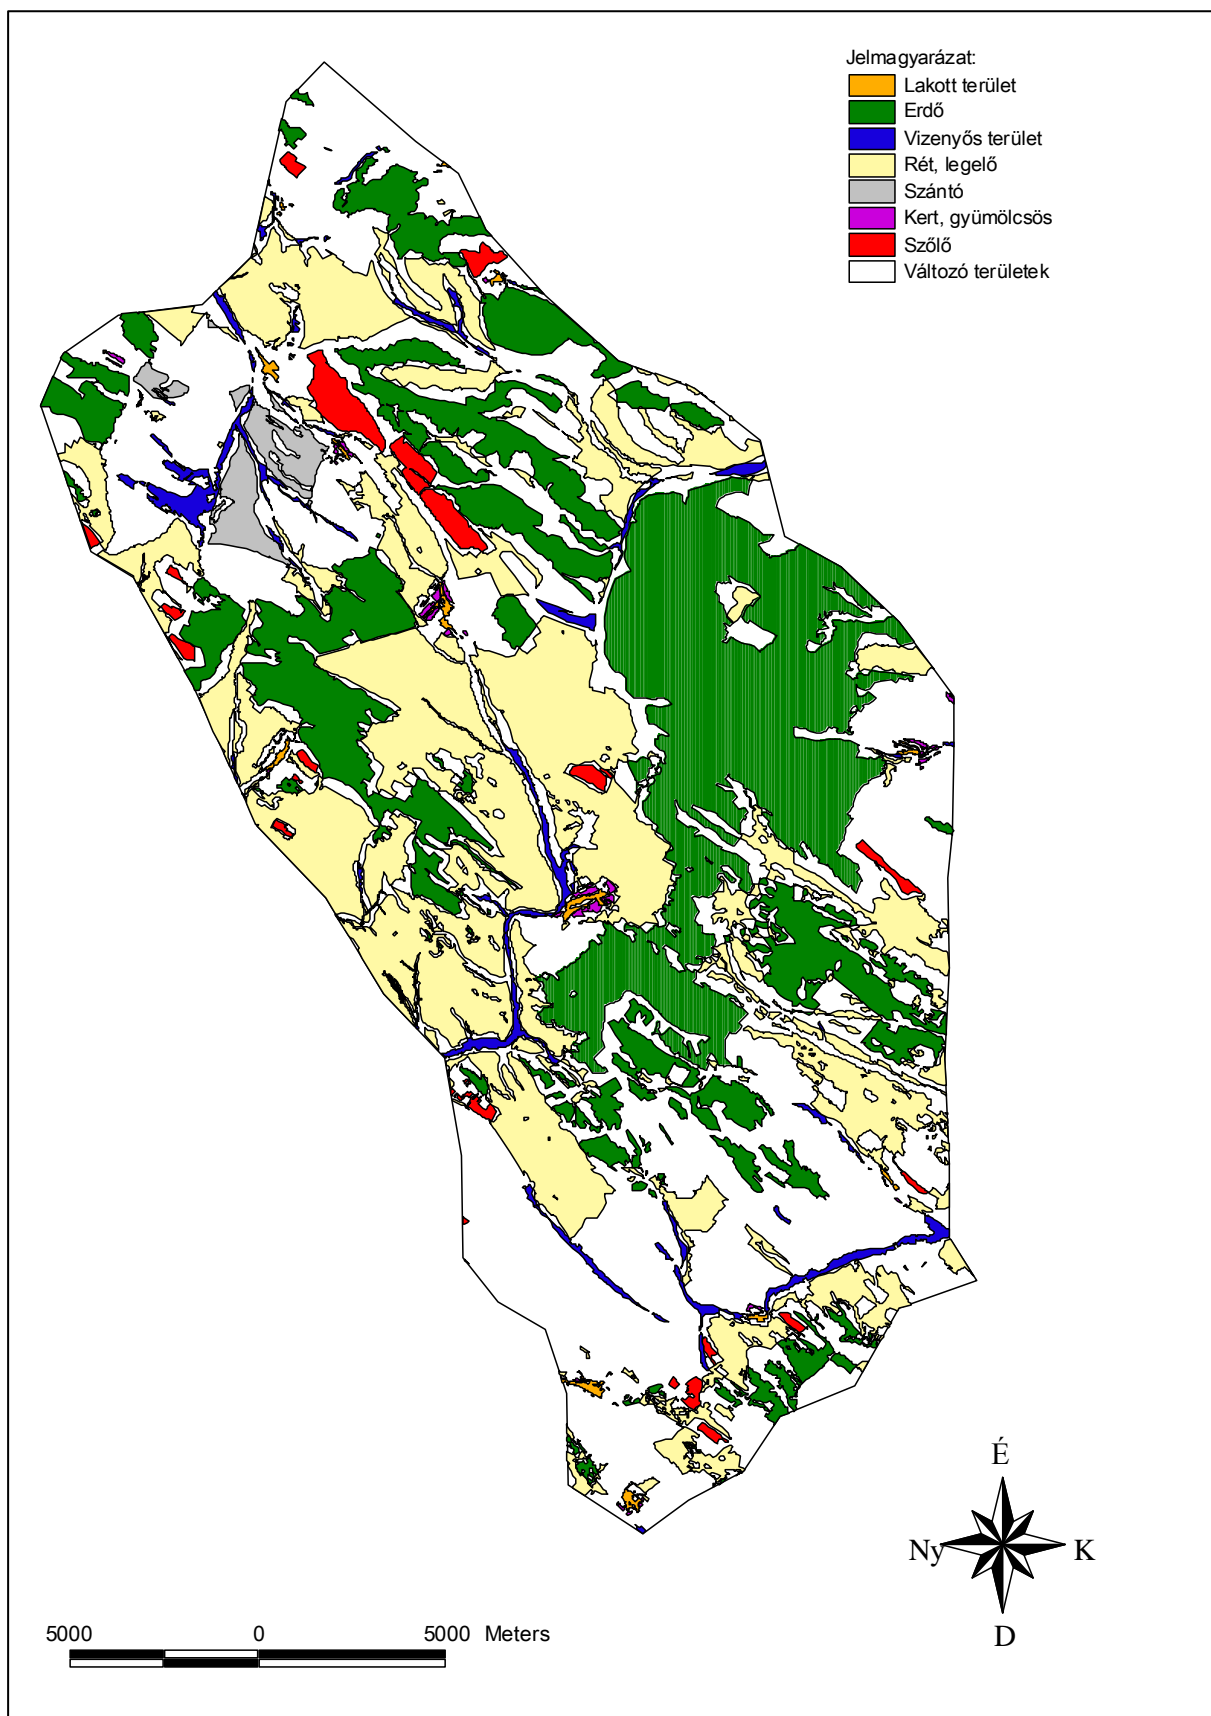 Jelmagyarázat:
Lakott terület
Erdő
Vizenyős terület
Rét, legelő
Szántó
Kert, gyümölcsös
Szőlő
Változó területek
É
Ny K
D
5000 0 5000 Meters